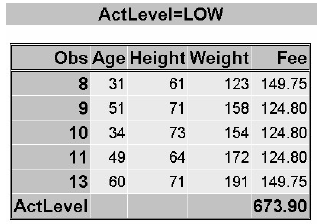 ActLevel=LOW
Obs Age Height Weight Fee
8 31 61 123 149.75
9 51 71 158 124.80
10 34 73 154 124.80
11 49 64 172 124.80
13 60 71 191 149.75
ActLevel 673.90